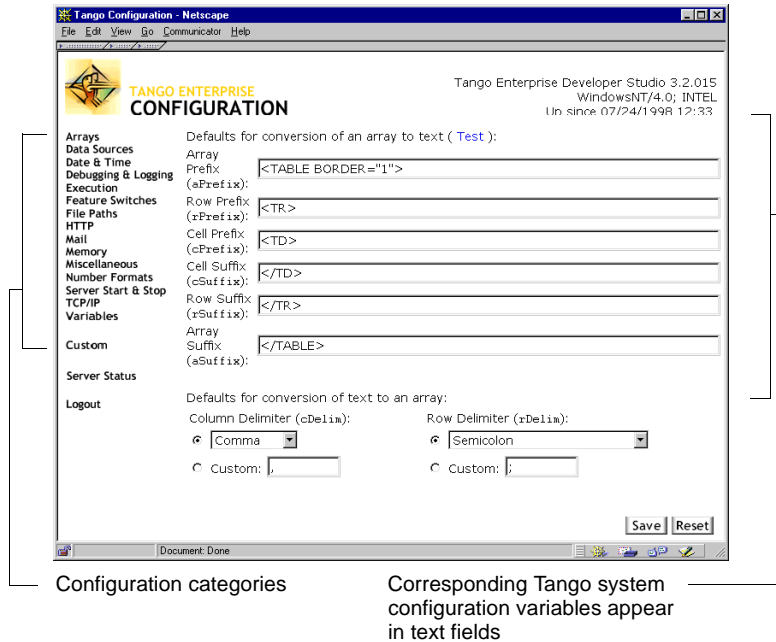 Tango Configuration - Netscape
File Edit View Go Communicator Help
TANGO ENTERPRISE
CONFIGURATION
Tango Enterprise Developer Studio 3.2.015
WindowsNT/4.0; INTEL
Up since 07/24/1998 12:33
Arrays
Data Sources
Date & Time
Debugging & Logging
Execution
Feature Switches
File Paths
HTTP
Mail
Memory
Miscellaneous
Number Formats
Server Start & Stop
TCP/IP
Variables
Custom
Server Status
Logout
Defaults for conversion of an array to text ( Test ):
Array
Prefix
(aPrefix):
<TABLE BORDER="1">
Row Prefix
(rPrefix):
<TR>
Cell Prefix
(cPrefix):
<TD>
Cell Suffix
(cSuffix):
</TD>
Row Suffix
(rSuffix):
</TR>
Array
Suffix
(aSuffix):
</TABLE>
Defaults for conversion of text to an array:
Column Delimiter (cDelim):
Comma
Custom: ,
Row Delimiter (rDelim):
Semicolon
Custom: ;
Save Reset
Document: Done
Configuration categories
Corresponding Tango system
configuration variables appear
in text fields